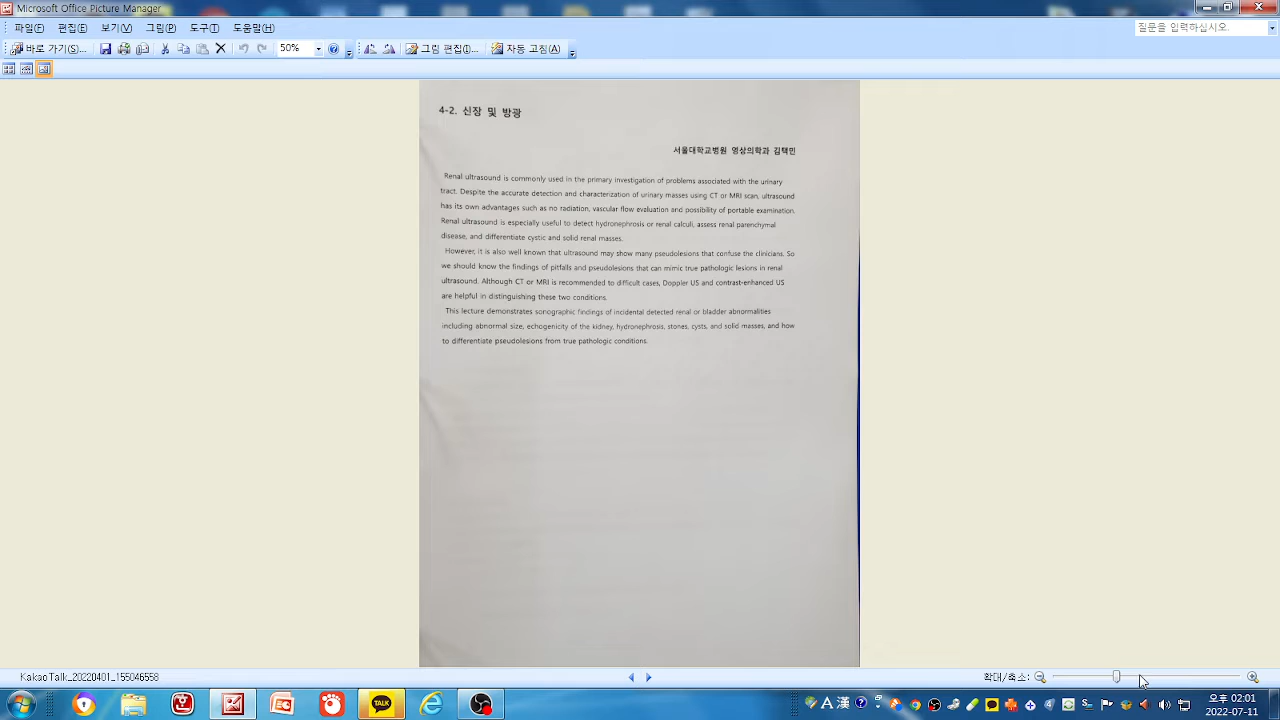 Microsoft Office Picture Manager
파일(F) 편집(E) 보기(V) 그림(P) 도구(T) 도움말(H)
질문을 입력하십시오.
바로 가기(S)... 50% 그림 편집(I)... 자동 고침(A)
4-2. 신장 및 방광
서울대학교병원 영상의학과 김택민
Renal ultrasound is commonly used in the primary investigation of problems associated with the urinary
tract. Despite the accurate detection and characterization of urinary masses using CT or MRI scan, ultrasound
has its own advantages such as no radiation, vascular flow evaluation and possibility of portable examination.
Renal ultrasound is especially useful to detect hydronephrosis or renal calculi, assess renal parenchymal
disease, and differentiate cystic and solid renal masses.
However, it is also well known that ultrasound may show many pseudolesions that confuse the clinicians. So
we should know the findings of pitfalls and pseudolesions that can mimic true pathologic lesions in renal
ultrasound. Although CT or MRI is recommended to difficult cases, Doppler US and contrast-enhanced US
are helpful in distinguishing these two conditions.
This lecture demonstrates sonographic findings of incidental detected renal or bladder abnormalities
including abnormal size, echogenicity of the kidney, hydronephrosis, stones, cysts, and solid masses, and how
to differentiate pseudolesions from true pathologic conditions.
KakaoTalk_20220401_155046558 확대/축소:
TALK A 漢 오후 02:01
2022-07-11